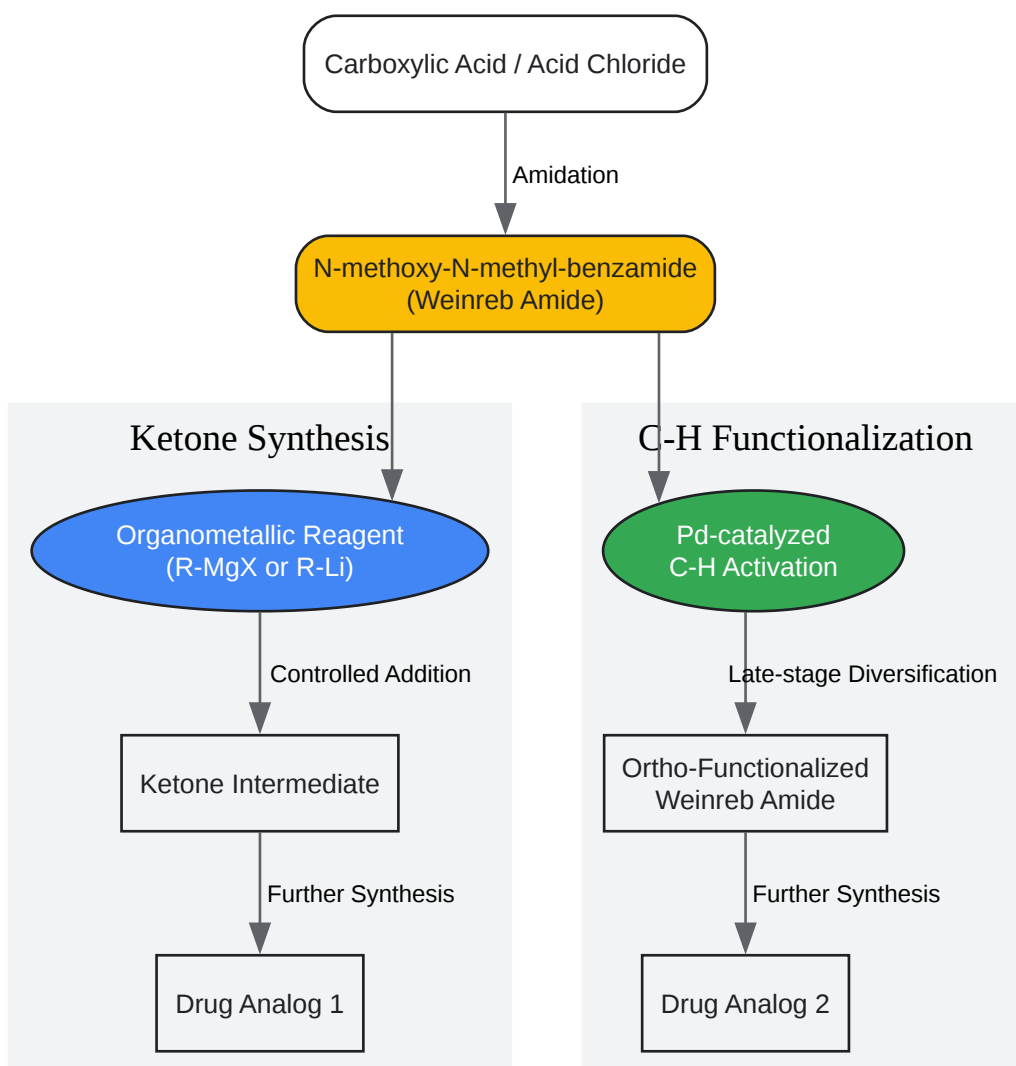 Carboxylic Acid / Acid Chloride
Amidation
N-methoxy-N-methyl-benzamide
(Weinreb Amide)
Ketone Synthesis
Organometallic Reagent
(R-MgX or R-Li)
Controlled Addition
Ketone Intermediate
Further Synthesis
Drug Analog 1
C-H Functionalization
Pd-catalyzed
C-H Activation
Late-stage Diversification
Ortho-Functionalized
Weinreb Amide
Further Synthesis
Drug Analog 2